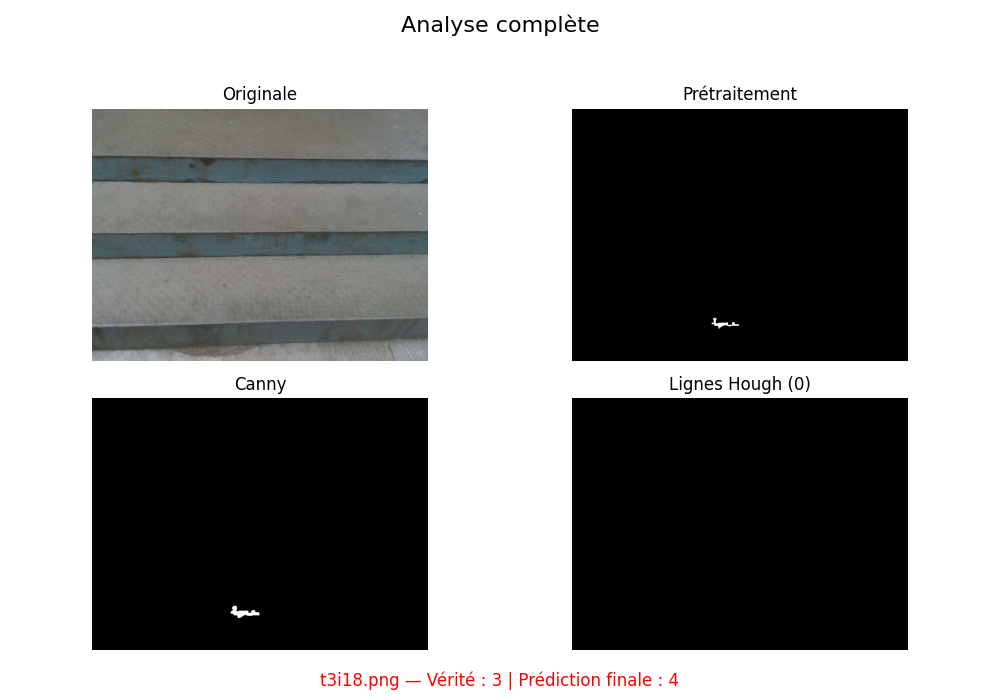 Analyse complète
Originale
Prétraitement
Canny
Lignes Hough (0)
t3i18.png — Vérité : 3 | Prédiction finale : 4